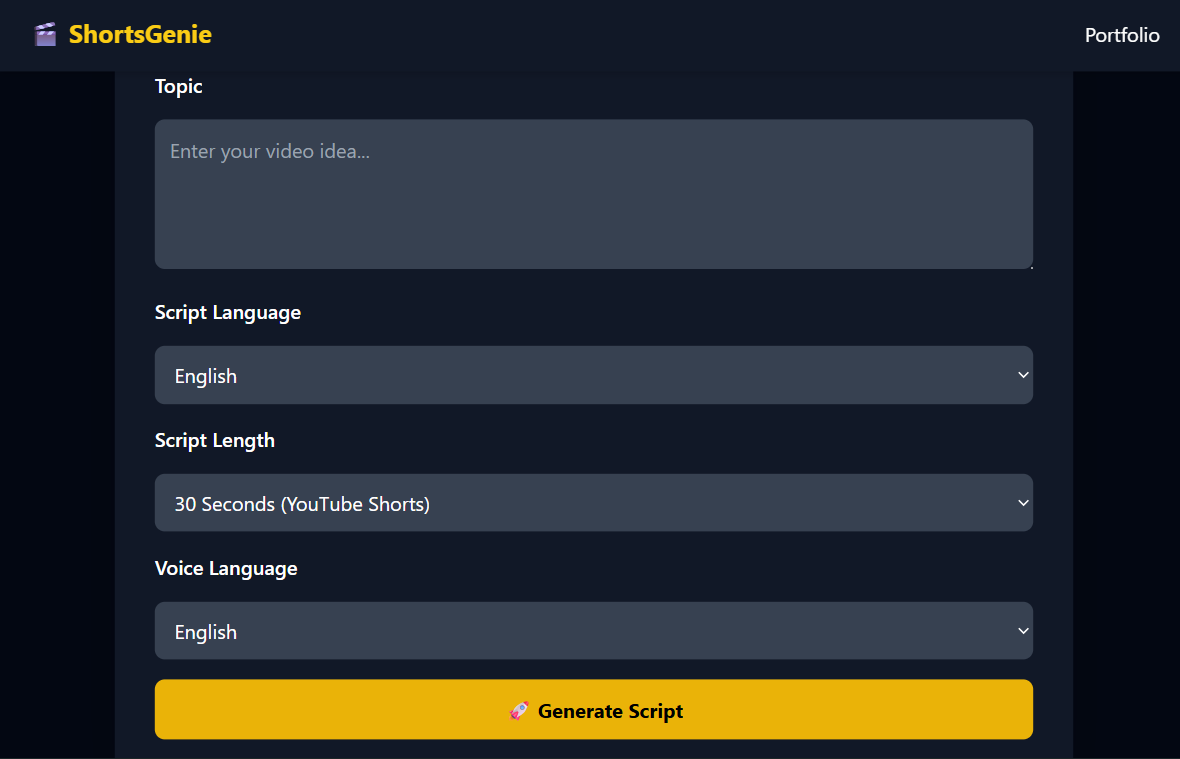 ShortsGenie
Portfolio
Topic
Enter your video idea...
Script Language
English
Script Length
30 Seconds (YouTube Shorts)
Voice Language
English
Generate Script